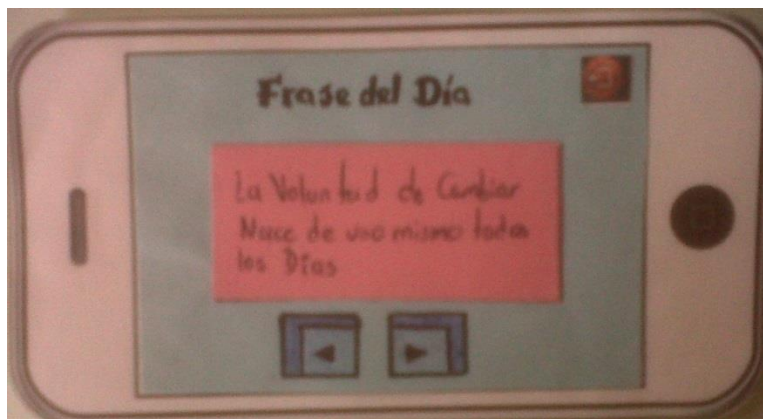 Frase del Día
La Voluntad de Cambiar
Nace de uno mismo todos
los Días